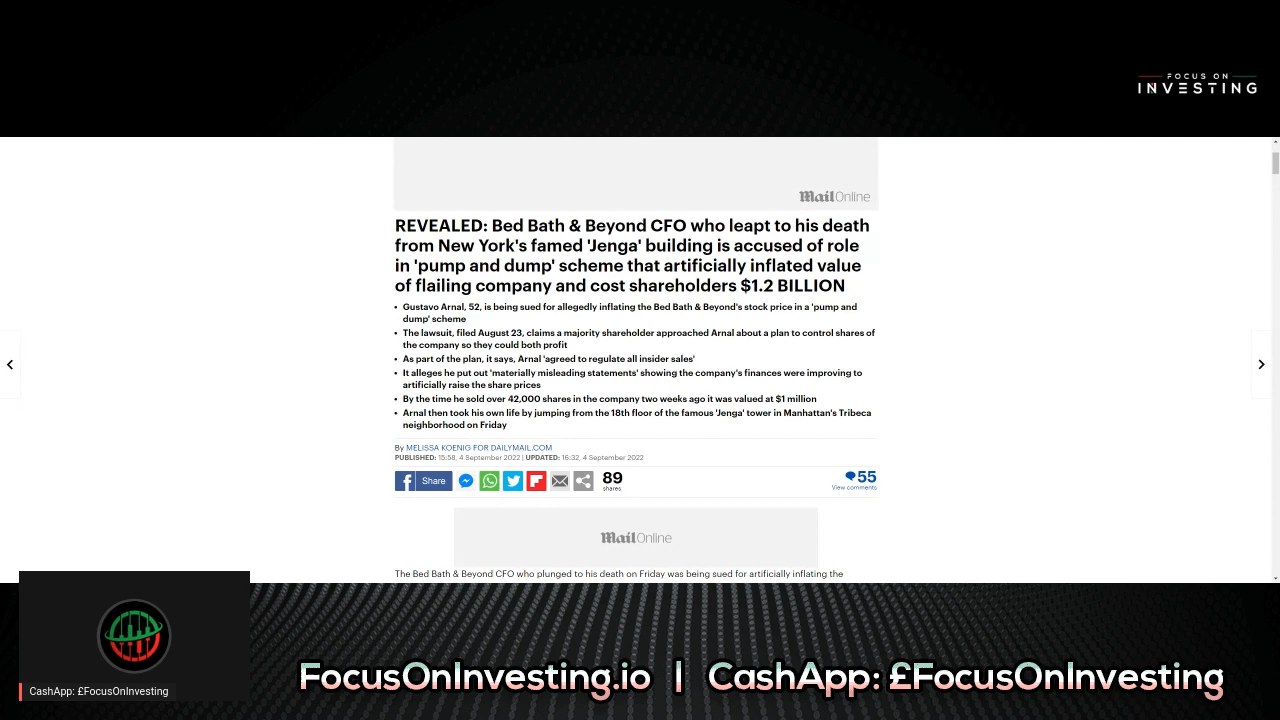 FOCUS ON
INVESTING
MailOnline
REVEALED: Bed Bath & Beyond CFO who leapt to his death
from New York's famed 'Jenga' building is accused of role
in 'pump and dump' scheme that artificially inflated value
of flailing company and cost shareholders $1.2 BILLION
• Gustavo Arnal, 52, is being sued for allegedly inflating the Bed Bath & Beyond's stock price in a 'pump and
dump' scheme
• The lawsuit, filed August 23, claims a majority shareholder approached Arnal about a plan to control shares of
the company so they could both profit
• As part of the plan, it says, Arnal 'agreed to regulate all insider sales'
• It alleges he put out 'materially misleading statements' showing the company's finances were improving to
artificially raise the share prices
• By the time he sold over 42,000 shares in the company two weeks ago it was valued at $1 million
• Arnal then took his own life by jumping from the 18th floor of the famous 'Jenga' tower in Manhattan's Tribeca
neighborhood on Friday
By MELISSA KOENIG FOR DAILYMAIL.COM
PUBLISHED: 15:58, 4 September 2022 | UPDATED: 16:32, 4 September 2022
Share
89
shares
55
View comments
MailOnline
The Bed Bath & Beyond CFO who plunged to his death on Friday was being sued for artificially inflating the
CashApp: £FocusOnInvesting
FocusOnInvesting.io | CashApp: £FocusOnInvesting